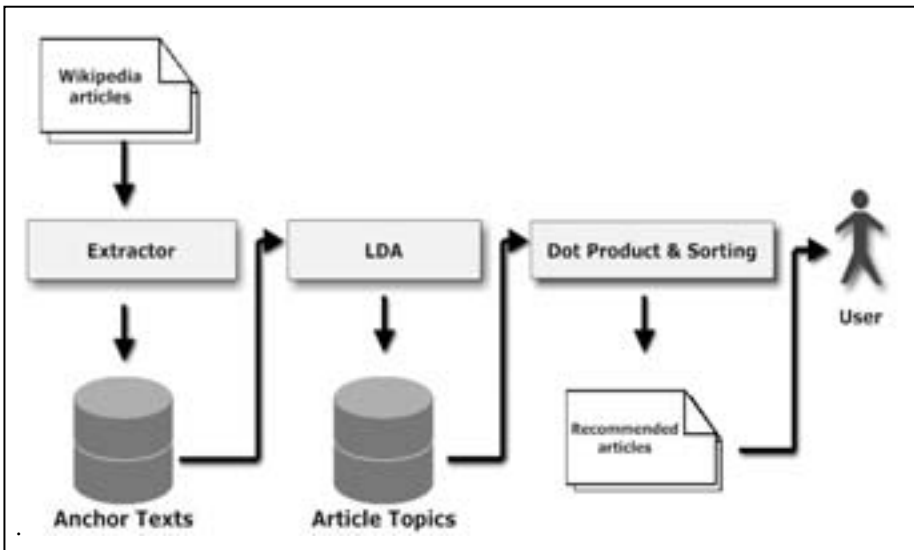 Wikipedia
articles
Extractor
LDA
Dot Product & Sorting
User
Recommended
articles
Anchor Texts
Article Topics
.